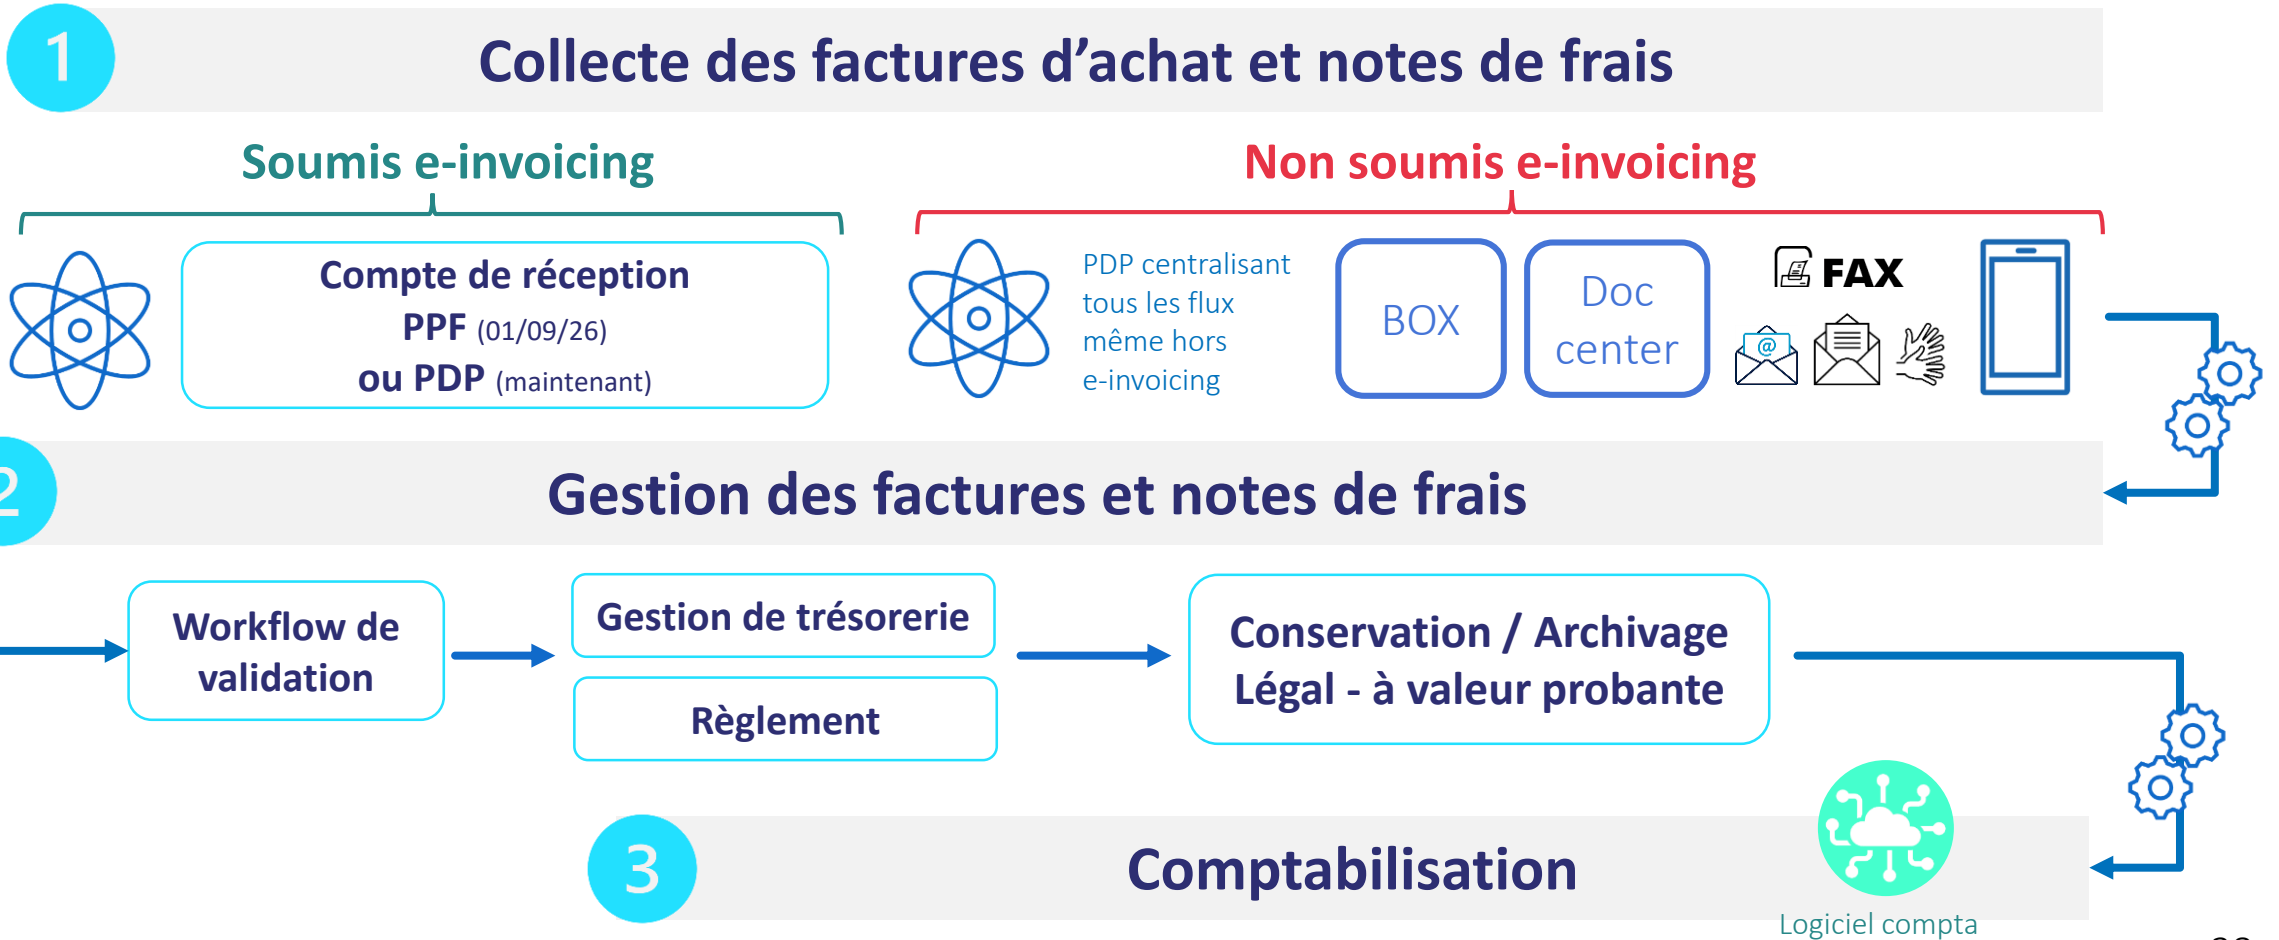 1
Collecte des factures d’achat et notes de frais
Soumis e-invoicing
Non soumis e-invoicing
Compte de réception
PPF (01/09/26)
ou PDP (maintenant)
PDP centralisant
tous les flux
même hors
e-invoicing
BOX
Doc
center
FAX
@
2
Gestion des factures et notes de frais
Workflow de
validation
Gestion de trésorerie
Règlement
Conservation / Archivage
Légal - à valeur probante
3
Comptabilisation
Logiciel compta